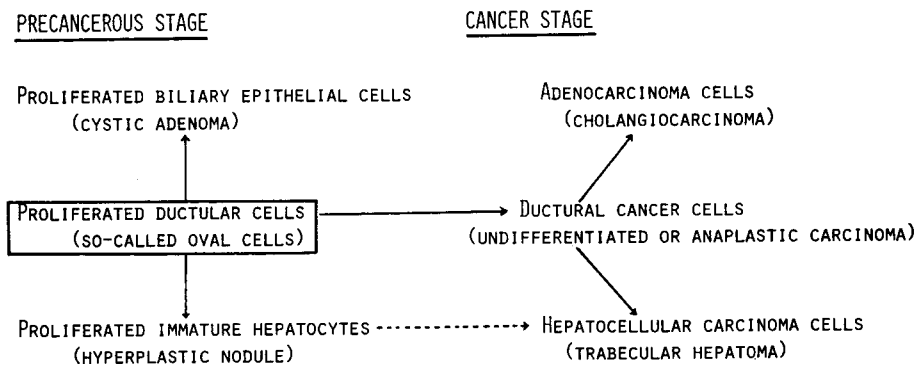 PRECANCEROUS STAGE
CANCER STAGE
PROLIFERATED BILIARY EPITHELIAL CELLS
(CYSTIC ADENOMA)
ADENOCARCINOMA CELLS
(CHOLANGIOCARCINOMA)
PROLIFERATED DUCTULAR CELLS
(SO-CALLED OVAL CELLS)
DUCTURAL CANCER CELLS
(UNDIFFERENTIATED OR ANAPLASTIC CARCINOMA)
PROLIFERATED IMMATURE HEPATOCYTES
(HYPERPLASTIC NODULE)
HEPATOCELLULAR CARCINOMA CELLS
(TRABECULAR HEPATOMA)